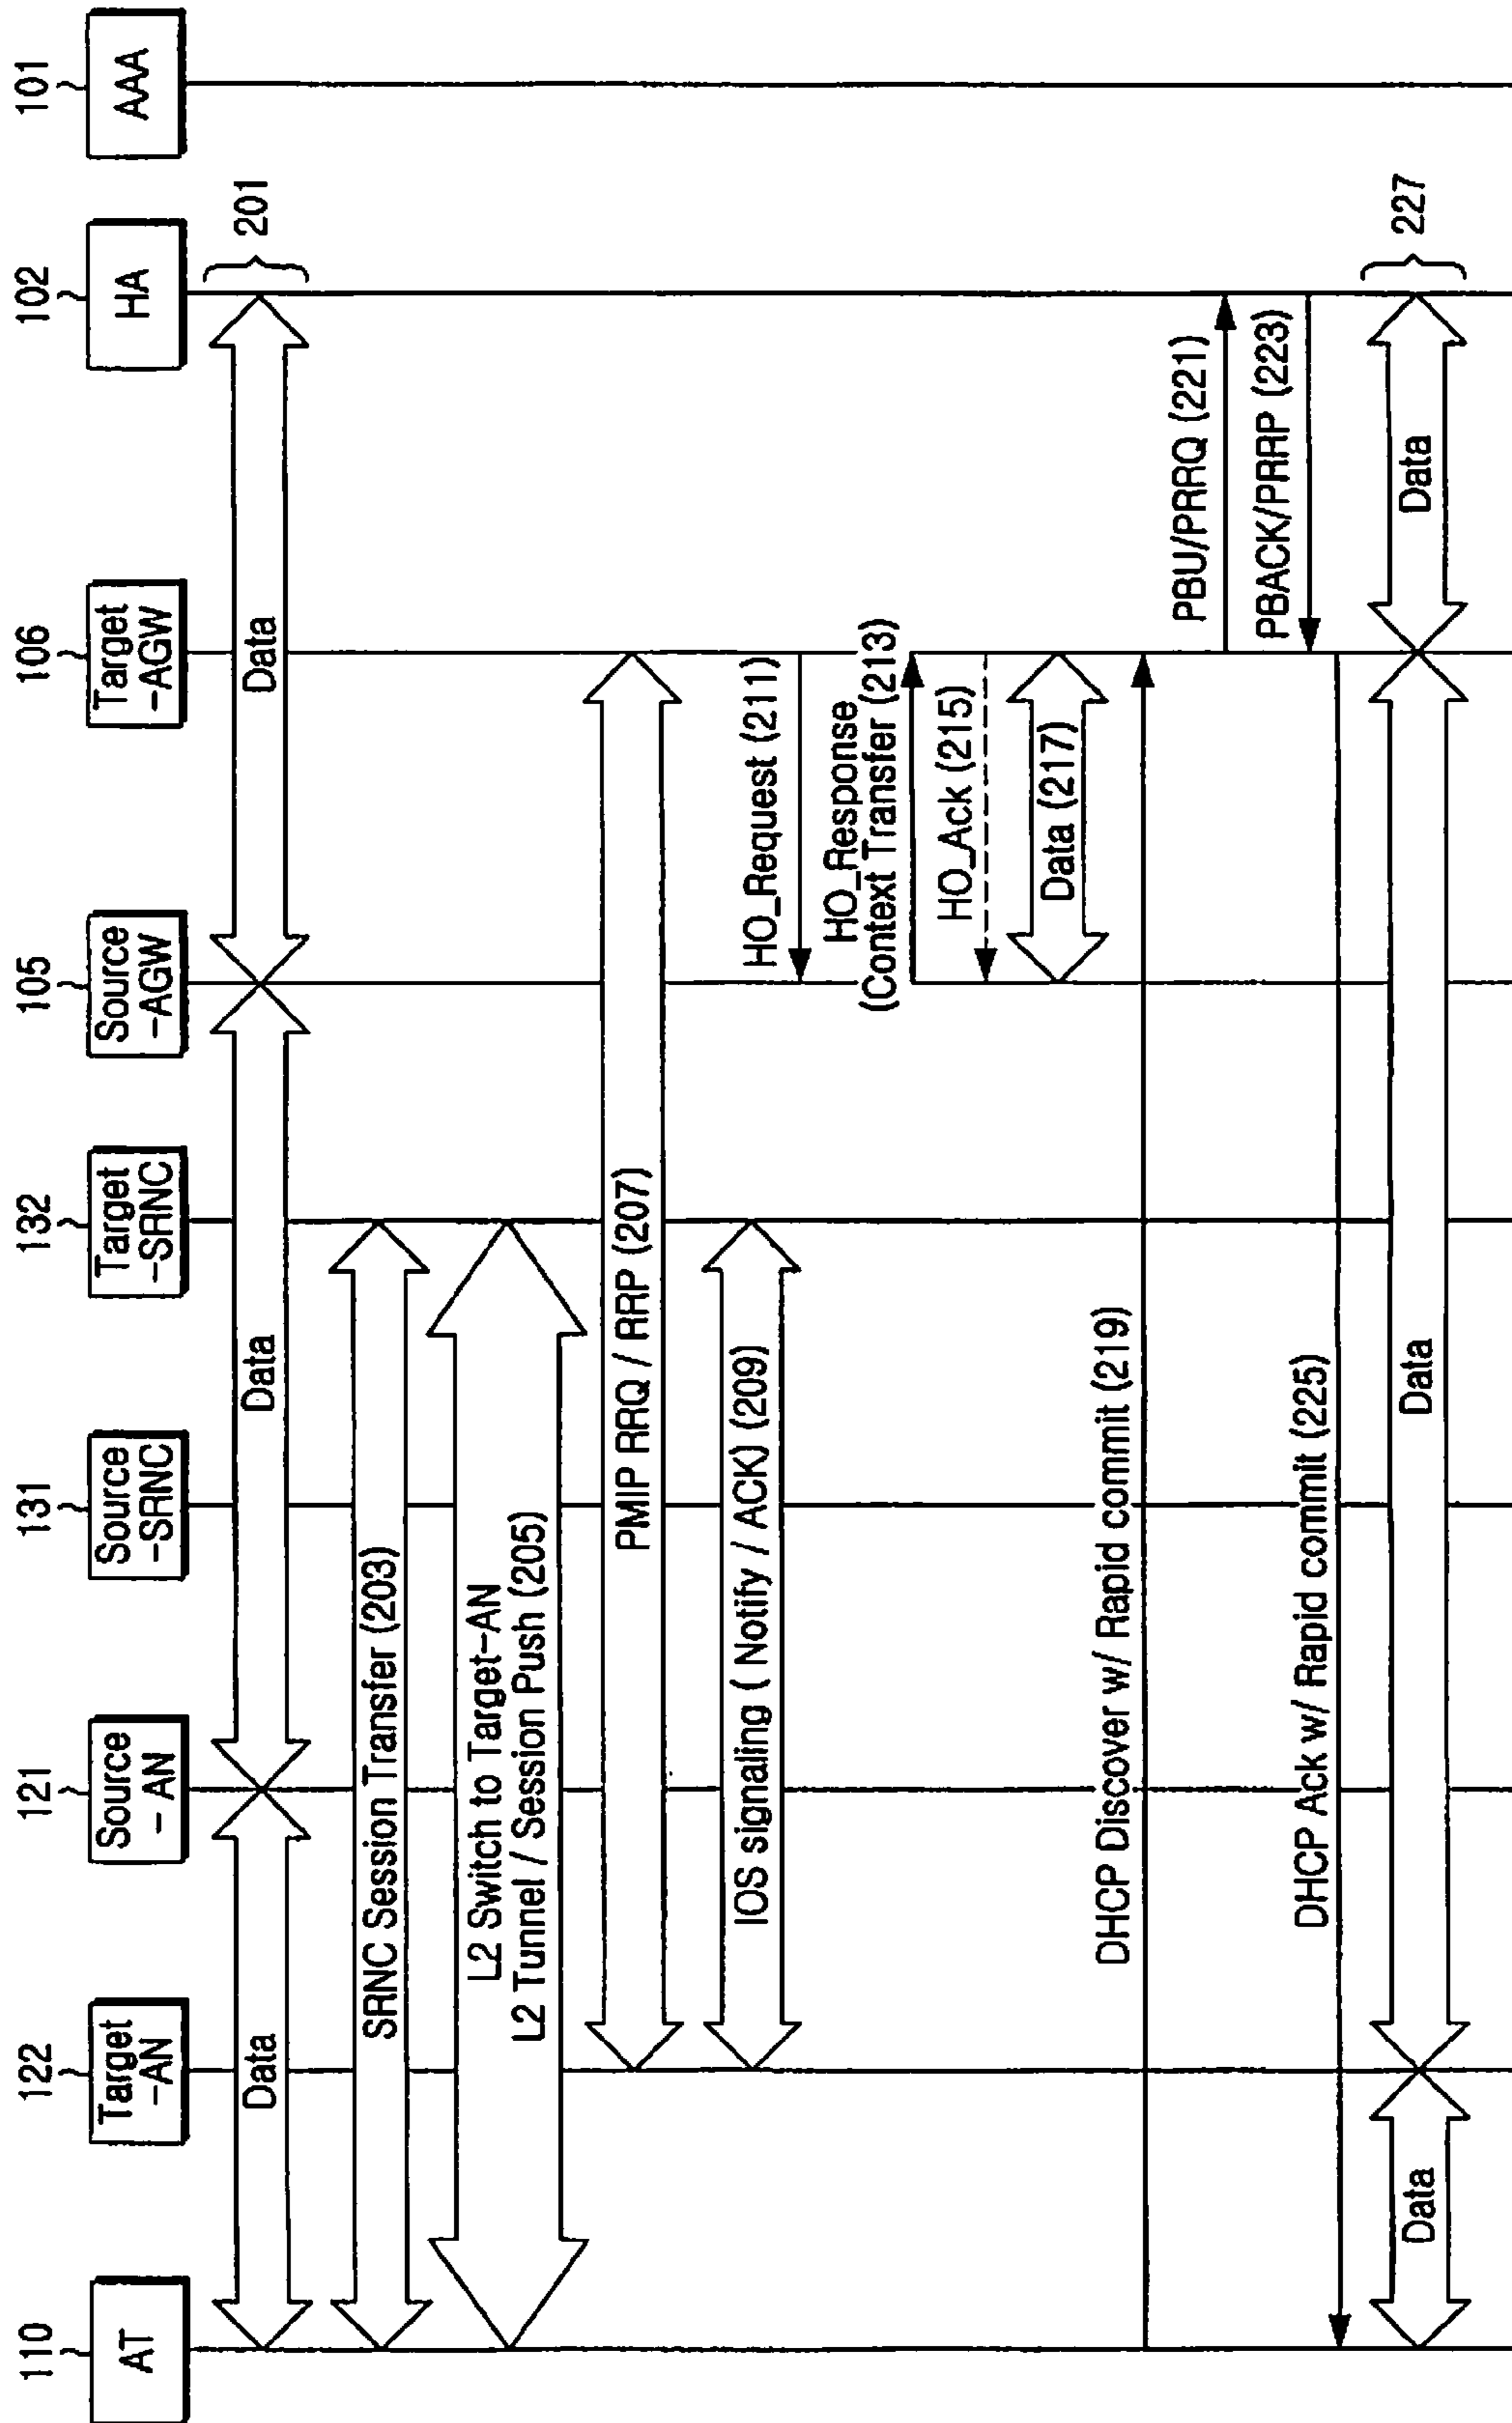 110
122
121
131
132
105
106
102
101
AT
Target
-AN
Source
- AN
Source
-SRNC
Target
-SRNC
Source
-AGW
Target
-AGW
HA
AAA
Data
Data
Data
201
SRNC Session Transfer (203)
L2 Switch to Target-AN
L2 Tunnel / Session Push (205)
PMIP RRQ / RRP (207)
IOS signaling ( Notify / ACK) (209)
HO_Request (211)
HO_Response
(Context Transfer (213)
HO_Ack (215)
Data (217)
DHCP Discover w/ Rapid commit (219)
PBU/PRRQ (221)
PBACK/PRRP (223)
DHCP Ack w/ Rapid commit (225)
Data
Data
Data
227